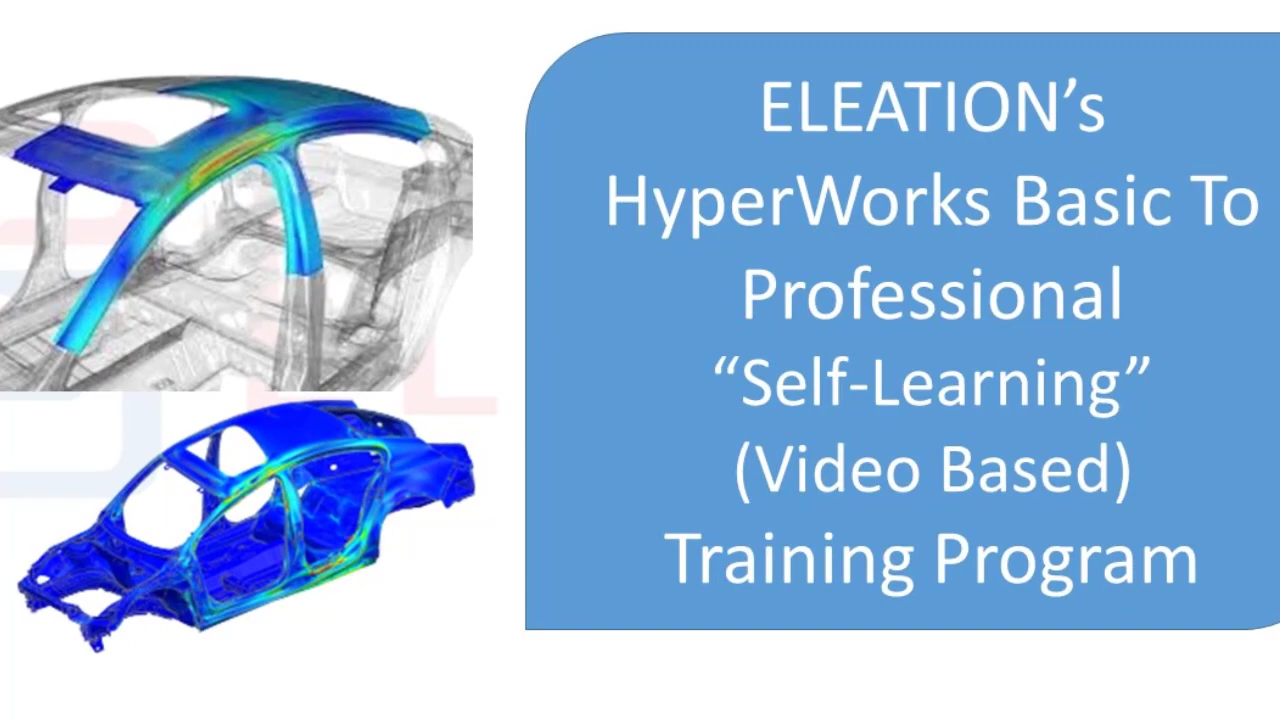 ELEATION’s
HyperWorks Basic To
Professional
“Self-Learning”
(Video Based)
Training Program